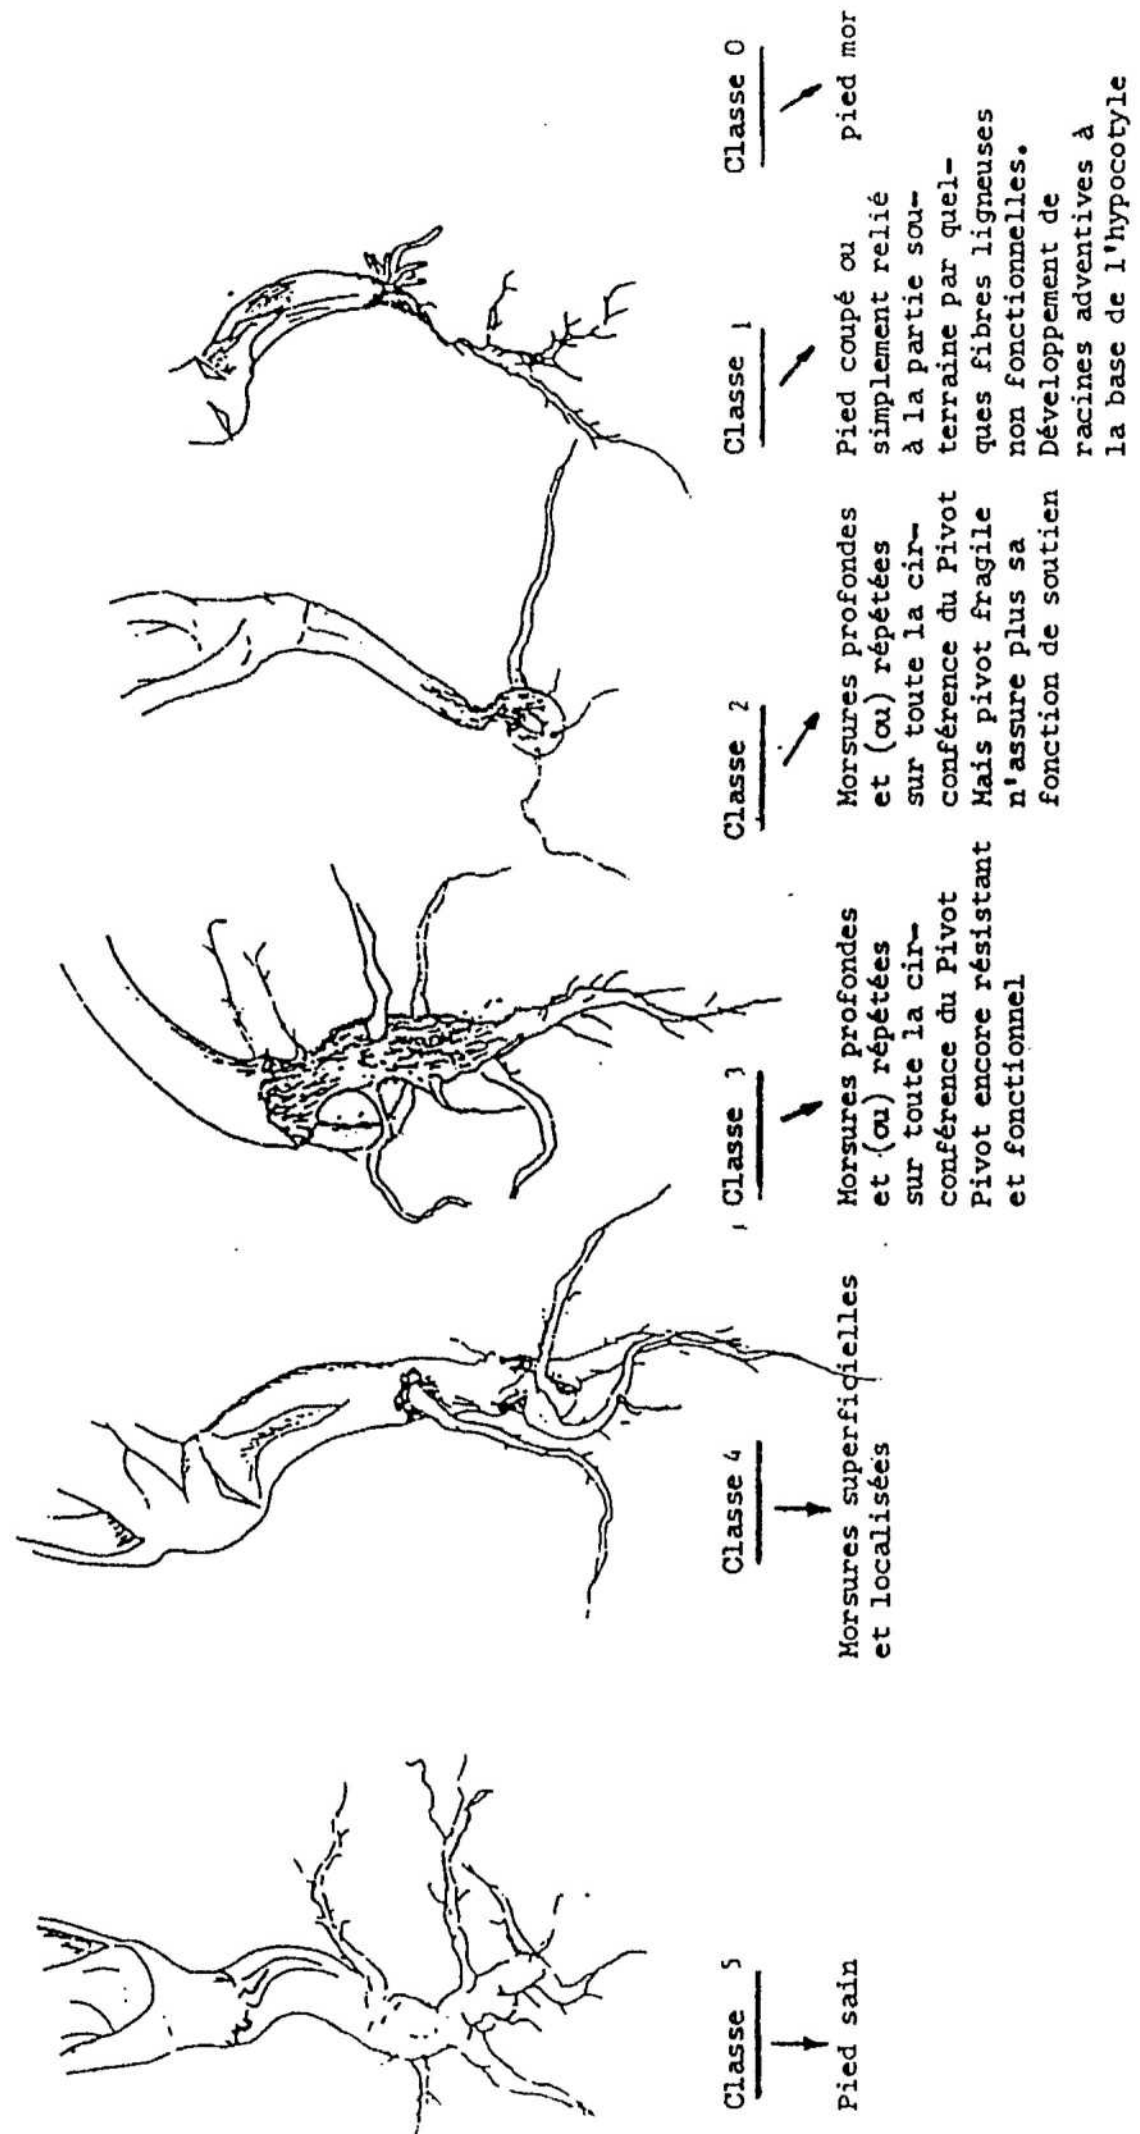 Classe 5
Pied sain
Classe 4
Morsures superficielles
et localisées
Classe 3
Morsures profondes
et (ou) répétées
sur toute la cir-
conférence du Pivot
Pivot encore résistant
et fonctionnel
Classe 2
Morsures profondes
et (ou) répétées
sur toute la cir-
conférence du Pivot
Mais pivot fragile
n'assure plus sa
fonction de soutien
Classe 1
Pied coupé ou
simplement relié
à la partie sou-
terraine par quel-
ques fibres ligneuses
non fonctionnelles.
Développement de
racines adventives à
la base de l'hypocotyle
Classe 0
pied mor